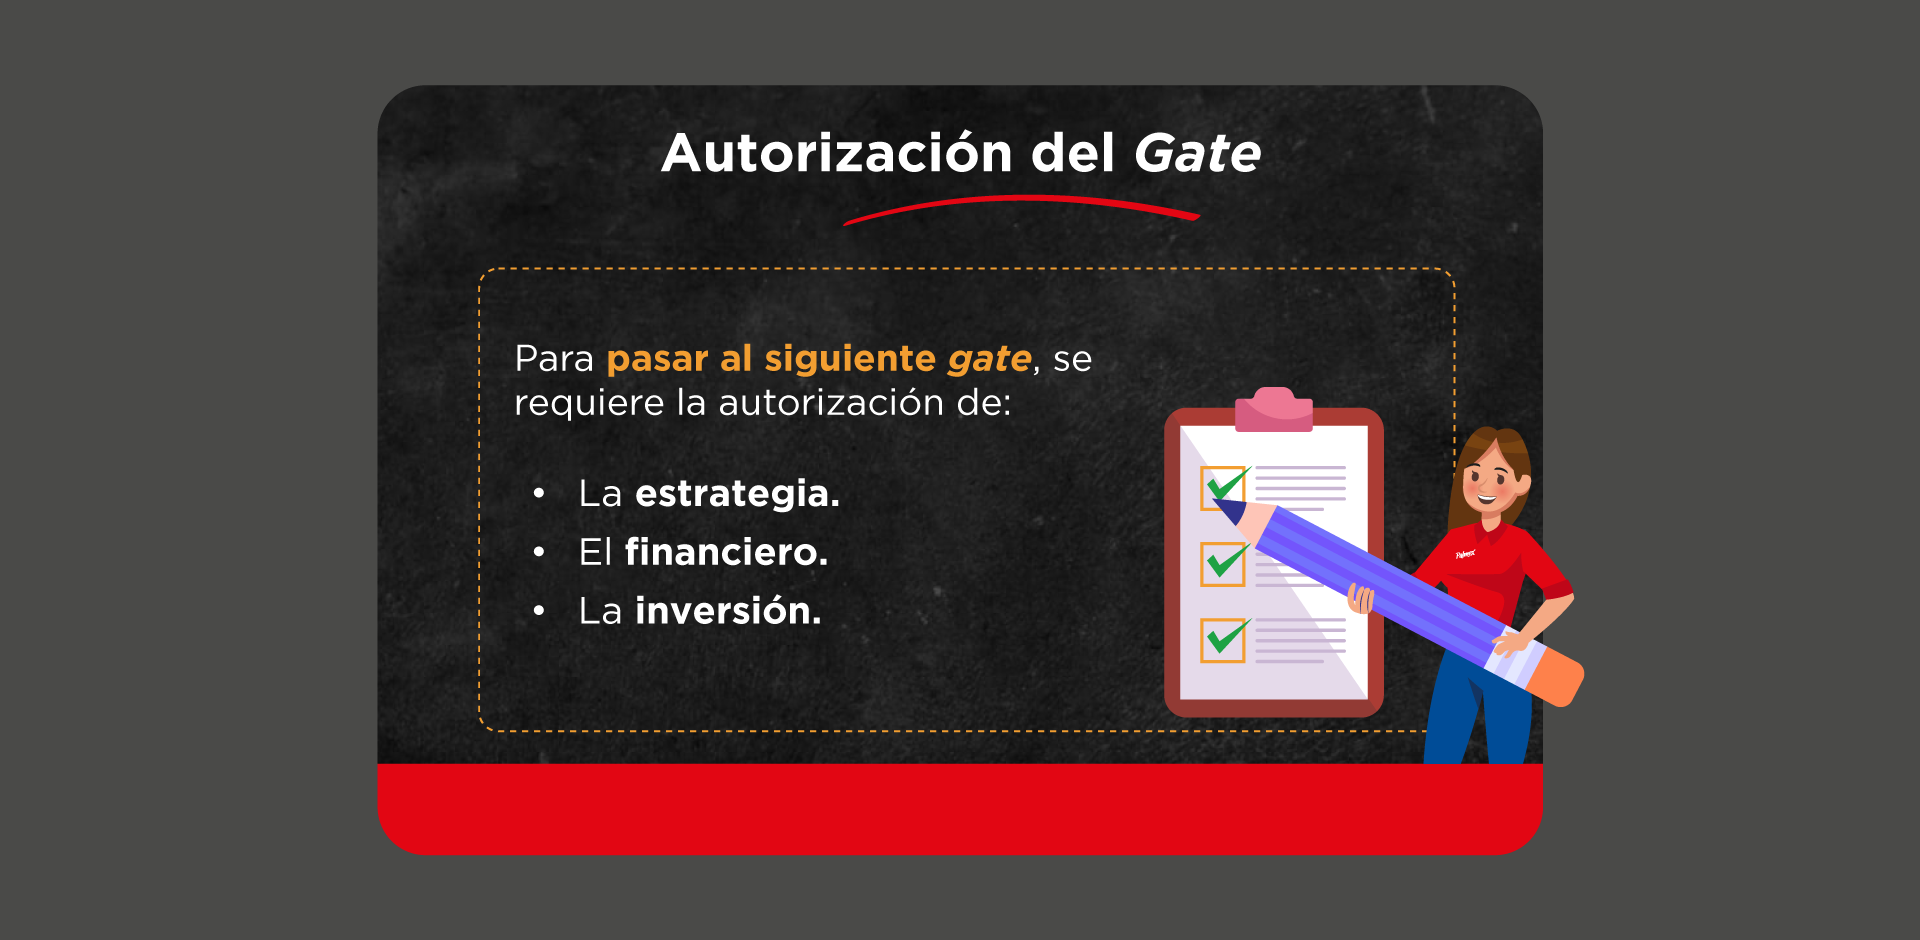 Autorización del Gate
Para pasar al siguiente gate, se
requiere la autorización de:
• La estrategia.
• El financiero.
• La inversión.